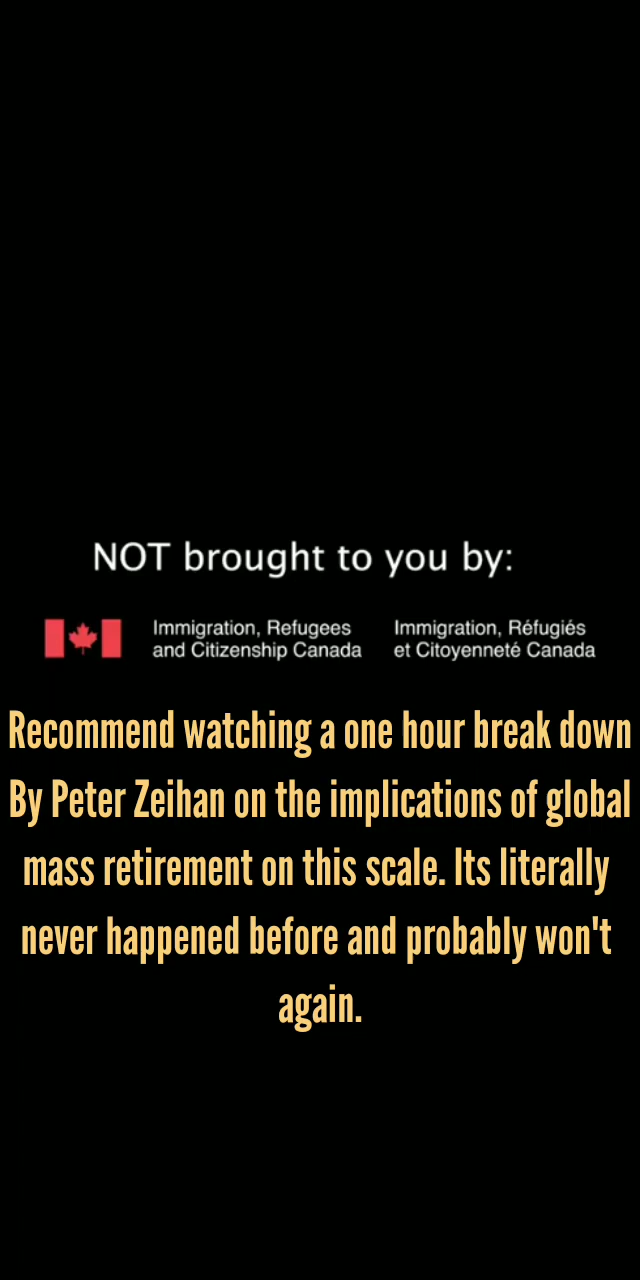 NOT brought to you by:
Immigration, Refugees
and Citizenship Canada
Immigration, Réfugiés
et Citoyenneté Canada
Recommend watching a one hour break down
By Peter Zeihan on the implications of global
mass retirement on this scale. Its literally
never happened before and probably won't
again.